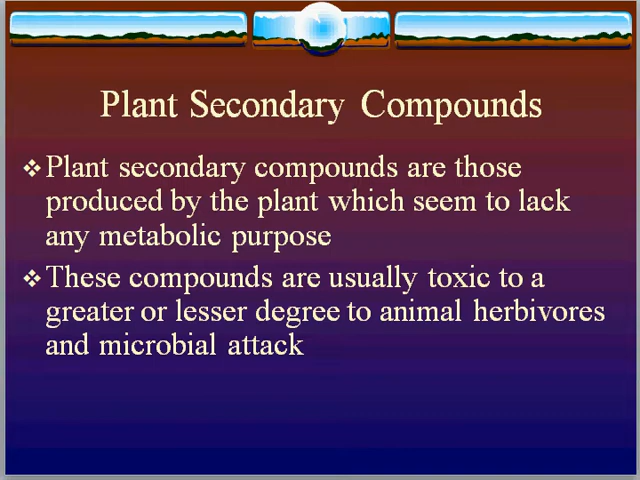 Plant Secondary Compounds
❖Plant secondary compounds are those
produced by the plant which seem to lack
any metabolic purpose
❖These compounds are usually toxic to a
greater or lesser degree to animal herbivores
and microbial attack